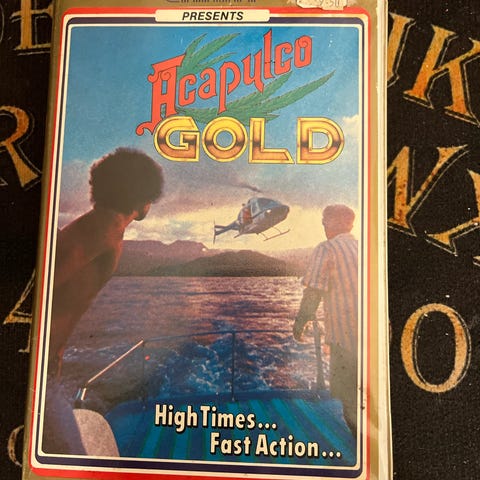 PRESENTS
Acapulco
GOLD
High Times...
Fast Action...